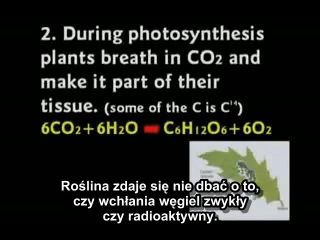 2. During photosynthesis
plants breath in CO₂ and
make it part of their
tissue. (some of the C is C¹⁴)
6CO₂+6H₂O = C₆H₁₂O₆+6O₂
Roślina zdaje się nie dbać o to,
czy wchłania węgiel zwykły
czy radioaktywny.